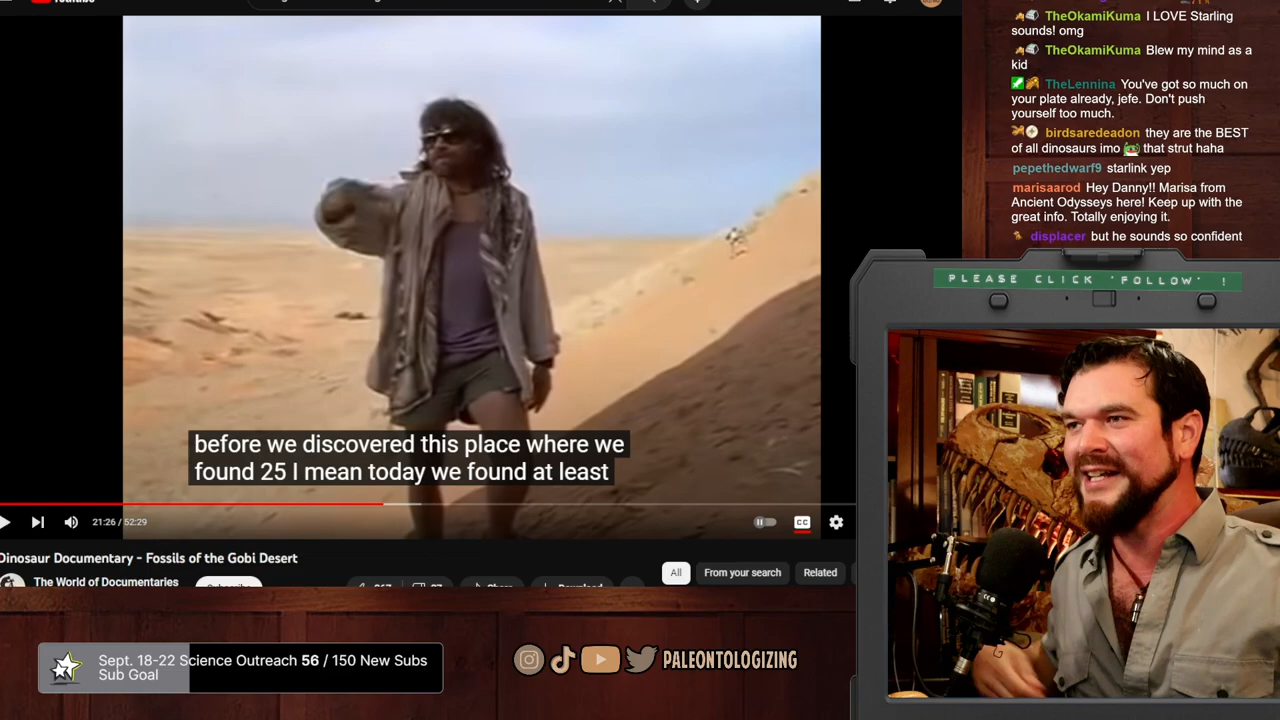 TheOkamiKuma I LOVE Starling
sounds! omg
TheOkamiKuma Blew my mind as a
kid
TheLennina You've got so much on
your plate already, jefe. Don't push
yourself too much.
birdsaredeadon they are the BEST
of all dinosaurs imo that strut haha
pepethedwarf9 starlink yep
marisaarod Hey Danny!! Marisa from
Ancient Odysseys here! Keep up with the
great info. Totally enjoying it.
displacer but he sounds so confident
PLEASE CLICK "FOLLOW" !
before we discovered this place where we
found 25 I mean today we found at least
21:26 / 52:29
CC
Dinosaur Documentary - Fossils of the Gobi Desert
The World of Documentaries
Subscribe
Share
Download
All
From your search
Related
Sept. 18-22 Science Outreach 56 / 150 New Subs
Sub Goal
PALEONTOLOGIZING